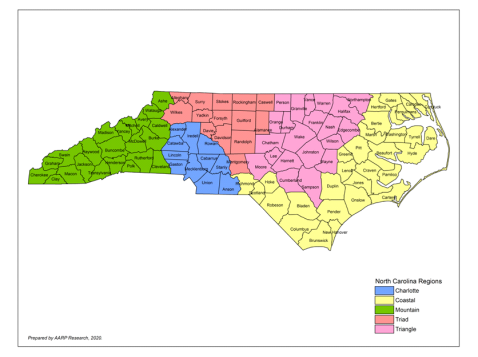 Ashe
Alleghany
Surry
Stokes
Rockingham
Caswell
Person
Granville
Vance
Warren
Northampton
Gates
Camden
Currituck
Hertford
Halifax
Bertie
Watauga
Wilkes
Yadkin
Forsyth
Guilford
Alamance
Orange
Durham
Franklin
Nash
Edgecombe
Martin
Washington
Tyrrell
Dare
Avery
Caldwell
Alexander
Iredell
Davie
Davidson
Randolph
Chatham
Wake
Wilson
Pitt
Beaufort
Hyde
Madison
Yancey
Burke
Catawba
Rowan
Johnston
Greene
Swain
Haywood
Buncombe
McDowell
Lincoln
Cabarrus
Lee
Harnett
Wayne
Lenoir
Craven
Pamlico
Graham
Jackson
Rutherford
Cleveland
Gaston
Mecklenburg
Stanly
Montgomery
Moore
Jones
Cherokee
Clay
Macon
Transylvania
Polk
Union
Anson
Richmond
Hoke
Cumberland
Sampson
Duplin
Onslow
Carteret
Scotland
Robeson
Bladen
Pender
Columbus
New Hanover
Brunswick
North Carolina Regions
Charlotte
Coastal
Mountain
Triad
Triangle
Prepared by AARP Research, 2020.